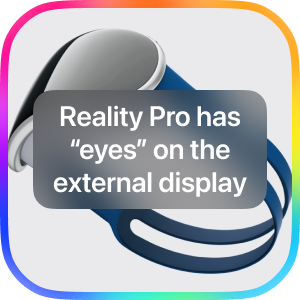 Reality Pro has
“eyes” on the
external display